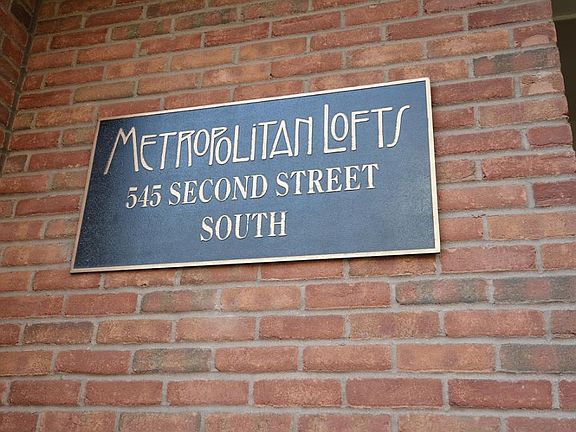 METROPOLITAN LOFTS
545 SECOND STREET
SOUTH